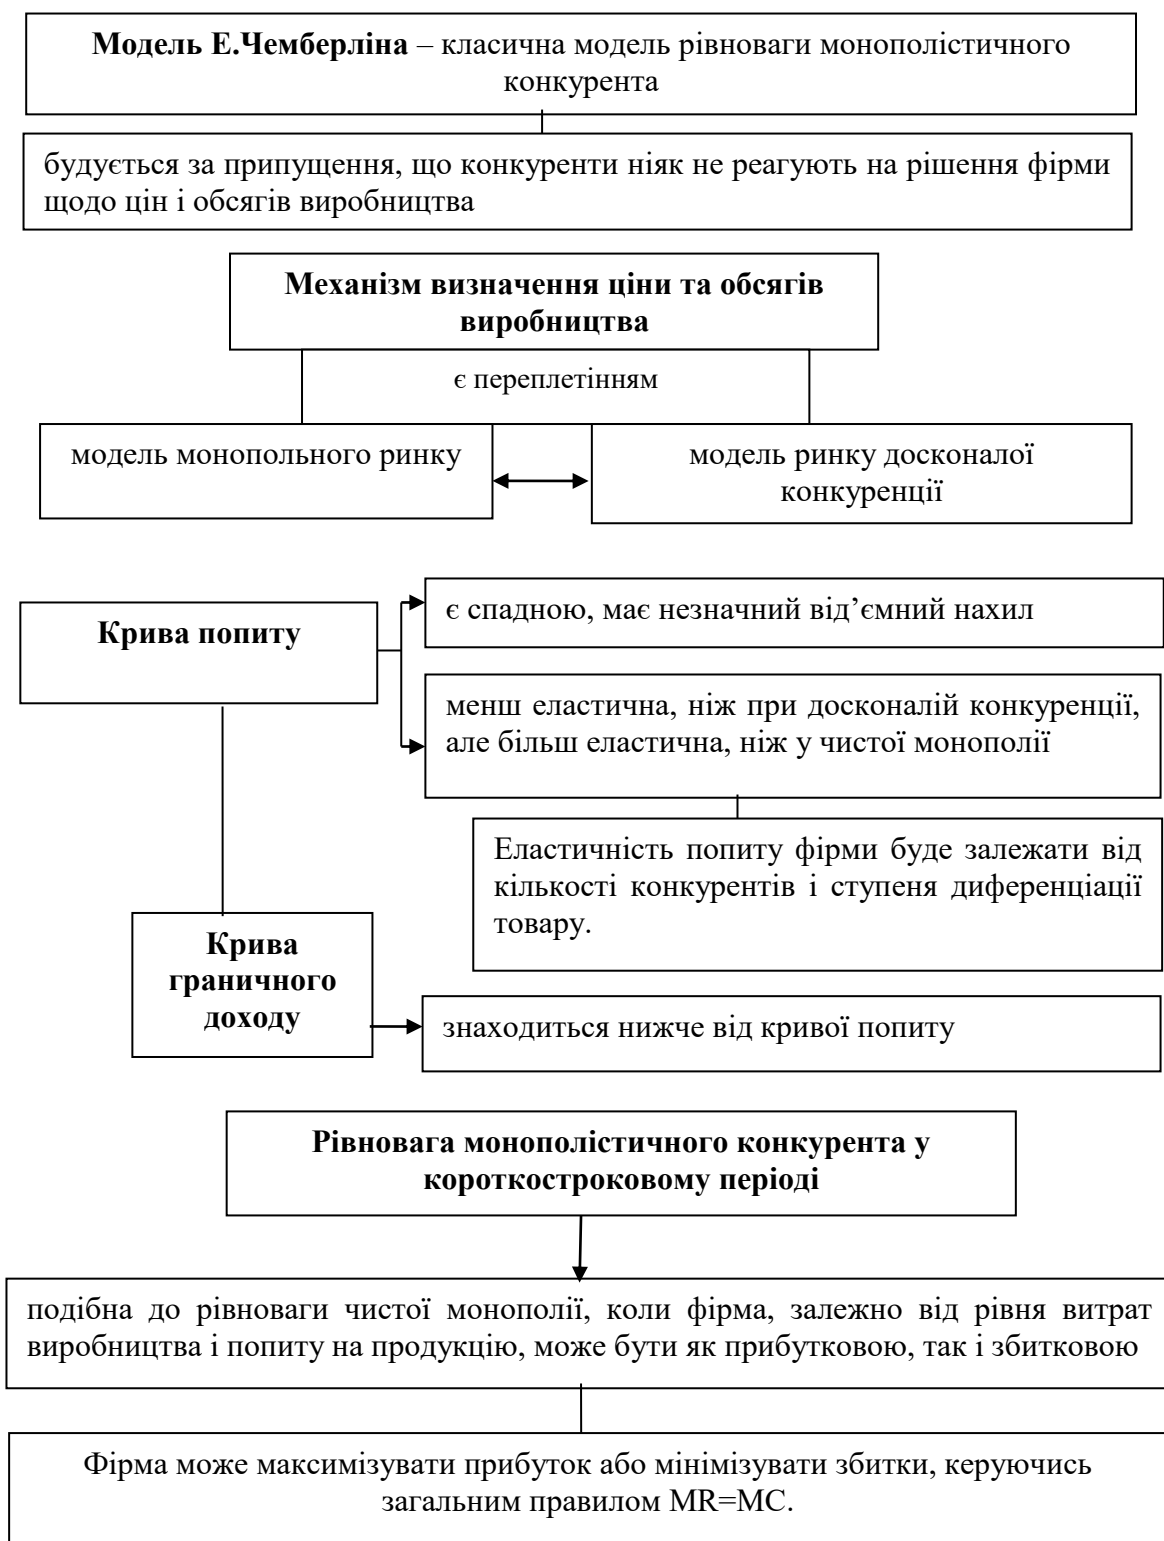 Модель Е.Чемберліна – класична модель рівноваги монополістичного
конкурента
будується за припущення, що конкуренти ніяк не реагують на рішення фірми
щодо цін і обсягів виробництва
Механізм визначення ціни та обсягів
виробництва
є переплетінням
модель монопольного ринку
модель ринку досконалої
конкуренції
Крива попиту
є спадною, має незначний від’ємний нахил
менш еластична, ніж при досконалій конкуренції,
але більш еластична, ніж у чистої монополії
Еластичність попиту фірми буде залежати від
кількості конкурентів і ступеня диференціації
товару.
Крива
граничного
доходу
знаходиться нижче від кривої попиту
Рівновага монополістичного конкурента у
короткостроковому періоді
подібна до рівноваги чистої монополії, коли фірма, залежно від рівня витрат
виробництва і попиту на продукцію, може бути як прибутковою, так і збитковою
Фірма може максимізувати прибуток або мінімізувати збитки, керуючись
загальним правилом MR=MC.